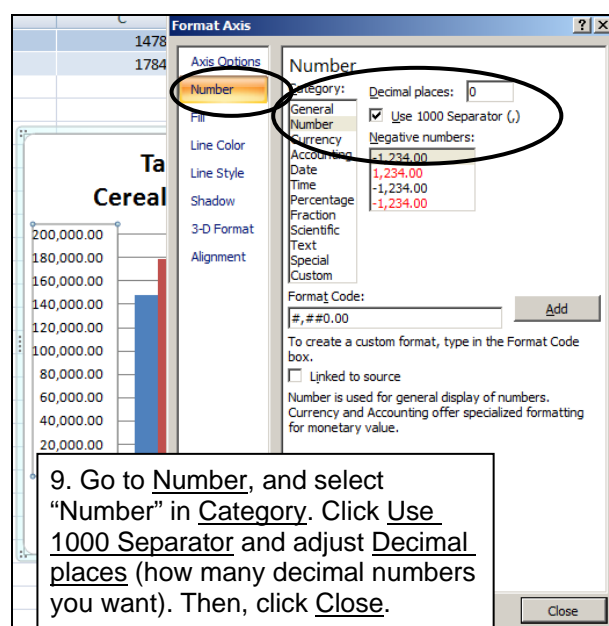 C
1478
1784
Format Axis
Axis Options
Number
Fill
Line Color
Line Style
Shadow
3-D Format
Alignment
Number
Category:
General
Number
Currency
Accounting
Date
Time
Percentage
Fraction
Scientific
Text
Special
Custom
Decimal places: 0
Use 1000 Separator (,)
Negative numbers:
-1,234.00
1,234.00
-1,234.00
-1,234.00
Format Code:
#,##0.00
Add
To create a custom format, type in the Format Code
box.
Linked to source
Number is used for general display of numbers.
Currency and Accounting offer specialized formatting
for monetary value.
Close
Ta
Cereal
200,000.00
180,000.00
160,000.00
140,000.00
120,000.00
100,000.00
80,000.00
60,000.00
40,000.00
20,000.00
9. Go to Number, and select
“Number” in Category. Click Use
1000 Separator and adjust Decimal
places (how many decimal numbers
you want). Then, click Close.